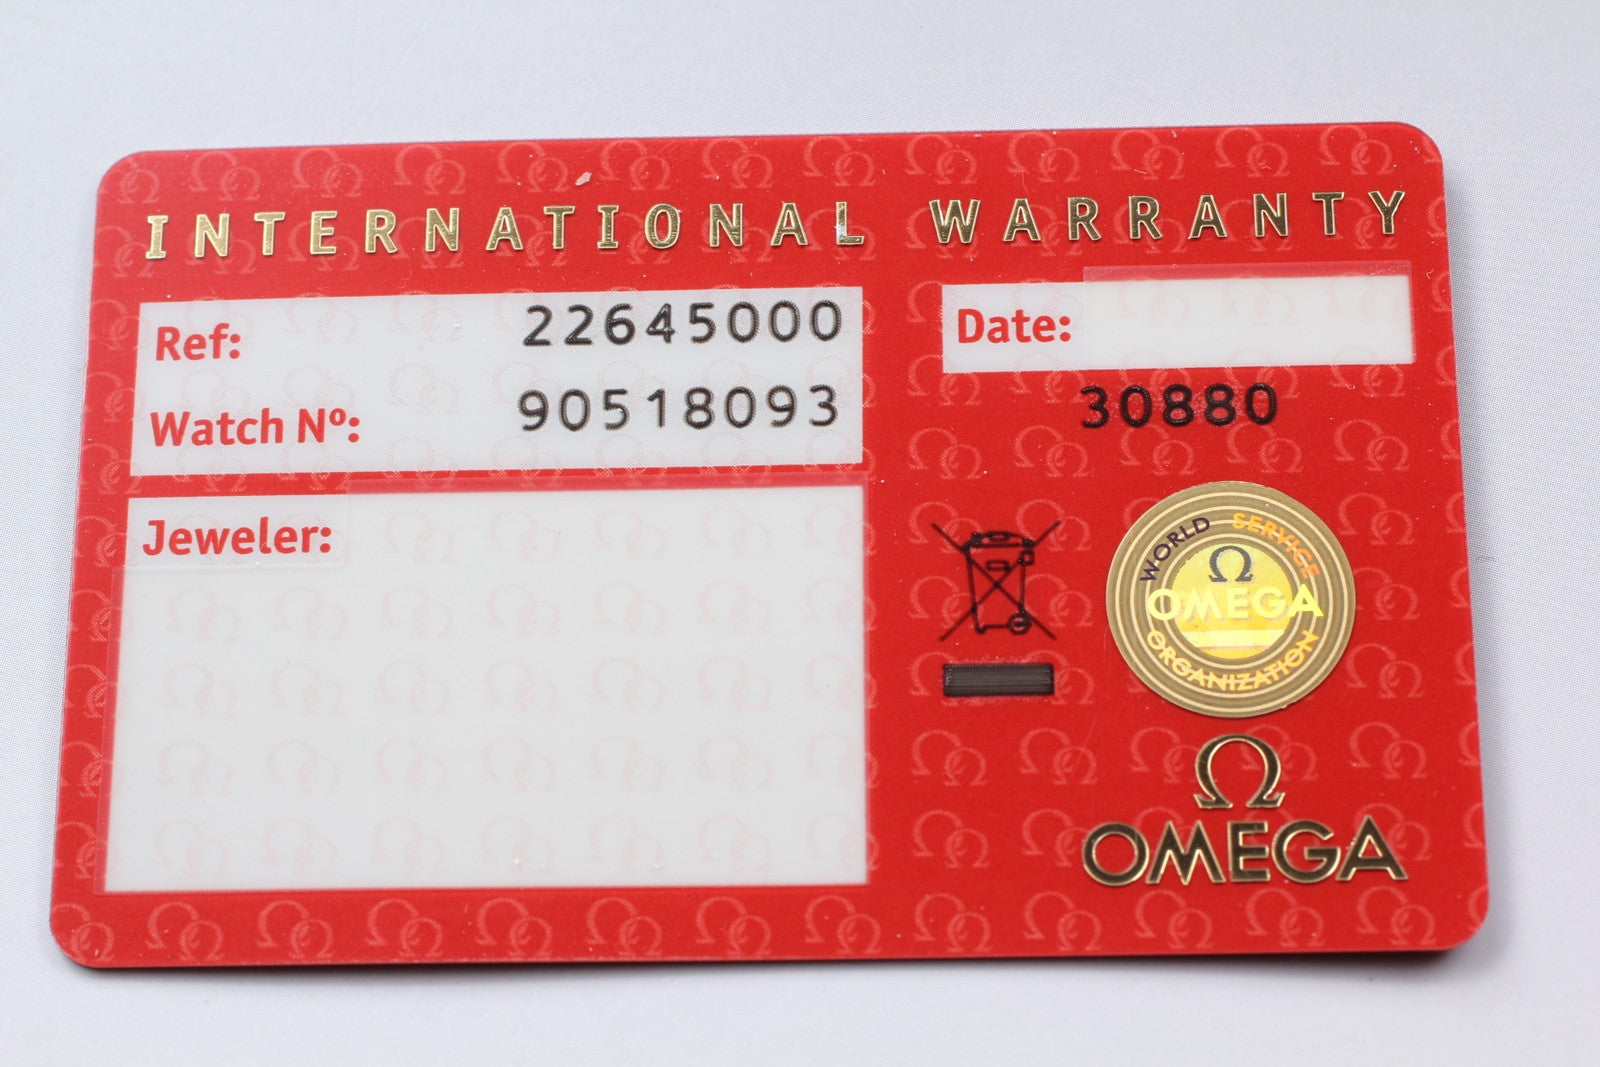 INTERNATIONAL WARRANTY
Ref: 22645000
Watch Nº: 90518093
Date:
30880
Jeweler:
WORLD SERVICE
Ω
OMEGA
ORGANIZATION
Ω
OMEGA